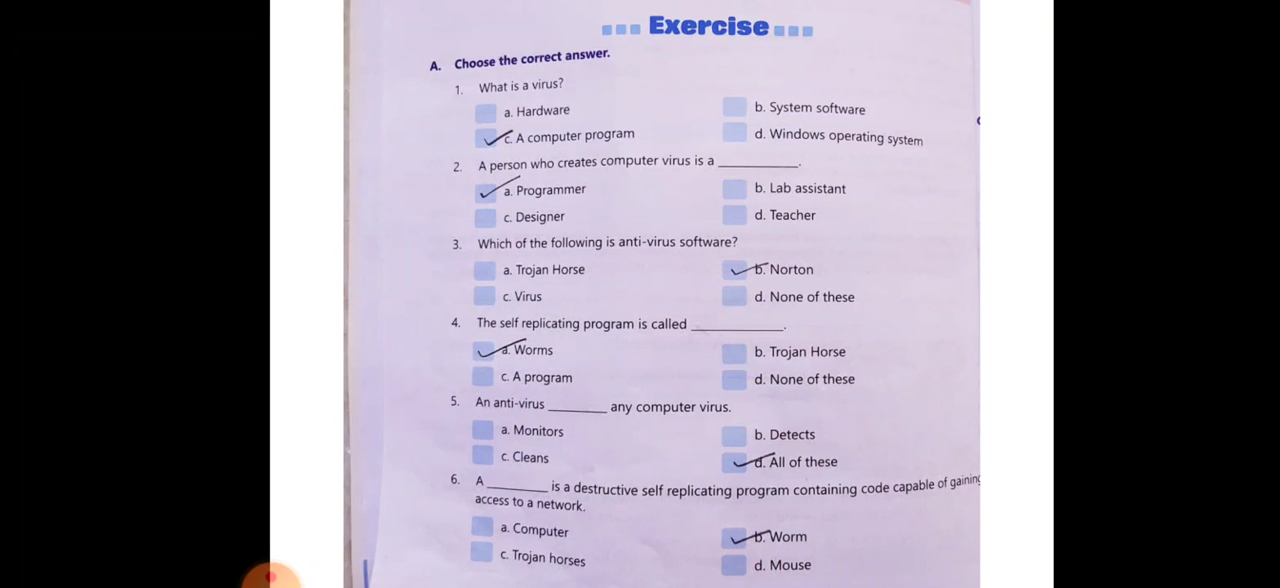 Exercise
A. Choose the correct answer.
1. What is a virus?
a. Hardware b. System software
c. A computer program d. Windows operating system
2. A person who creates computer virus is a ___________.
a. Programmer b. Lab assistant
c. Designer d. Teacher
3. Which of the following is anti-virus software?
a. Trojan Horse b. Norton
c. Virus d. None of these
4. The self replicating program is called _____________.
a. Worms b. Trojan Horse
c. A program d. None of these
5. An anti-virus ________ any computer virus.
a. Monitors b. Detects
c. Cleans d. All of these
6. A ________ is a destructive self replicating program containing code capable of gaining
access to a network.
a. Computer b. Worm
c. Trojan horses d. Mouse